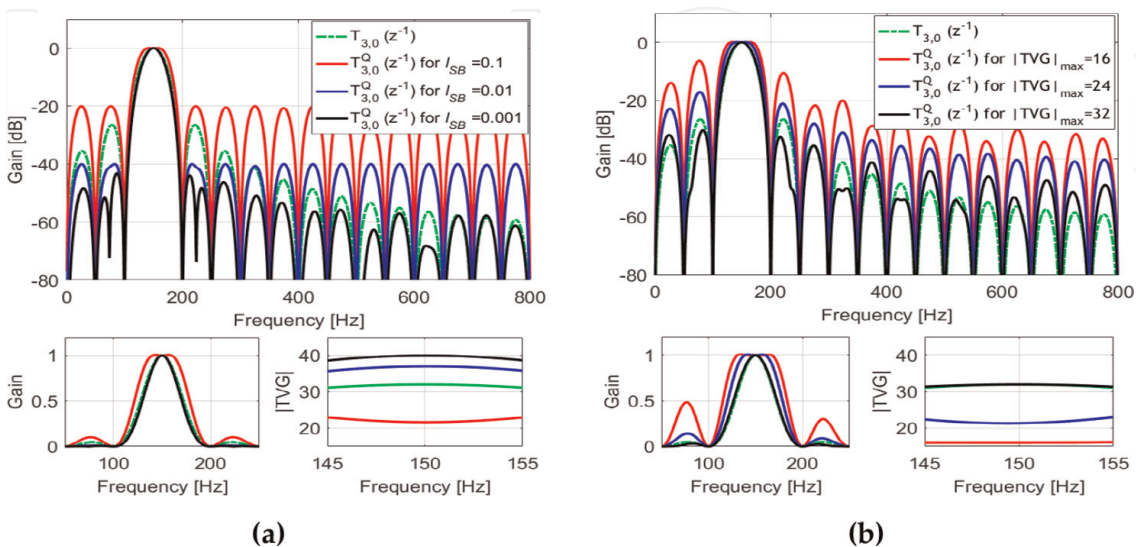 0
-20
-40
-60
-80
Gain [dB]
T3,0 (z-1)
TQ3,0 (z-1) for lSB =0.1
TQ3,0 (z-1) for lSB =0.01
TQ3,0 (z-1) for lSB =0.001
0 200 400 600 800
Frequency [Hz]
1
0.5
0
Gain
100 200
Frequency [Hz]
40
30
20
|TVG|
145 150 155
Frequency [Hz]
(a)
0
-20
-40
-60
-80
Gain [dB]
T3,0 (z-1)
TQ3,0 (z-1) for |TVG|max=16
TQ3,0 (z-1) for |TVG|max=24
TQ3,0 (z-1) for |TVG|max=32
0 200 400 600 800
Frequency [Hz]
1
0.5
0
Gain
100 200
Frequency [Hz]
40
30
20
|TVG|
145 150 155
Frequency [Hz]
(b)